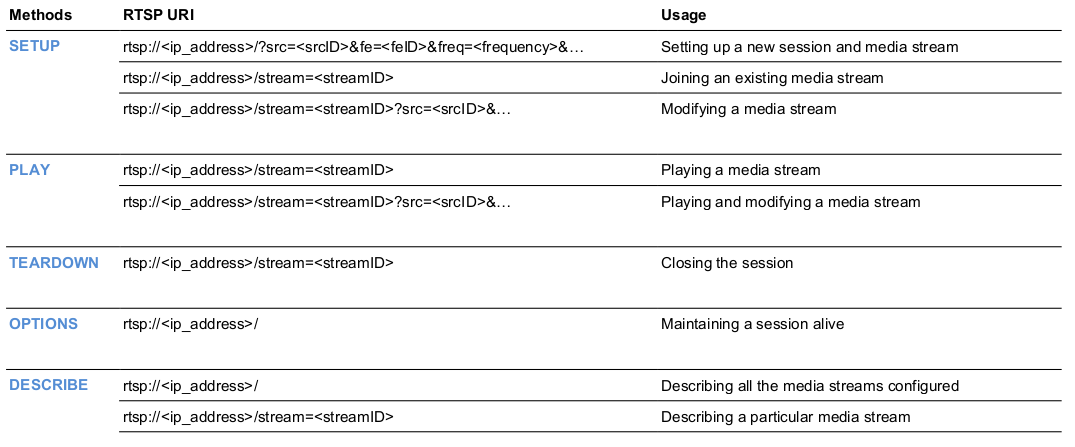 Methods RTSP URI Usage
SETUP rtsp://<ip_address>/?src=<srcID>&fe=<feID>&freq=<frequency>&… Setting up a new session and media stream
rtsp://<ip_address>/stream=<streamID> Joining an existing media stream
rtsp://<ip_address>/stream=<streamID>?src=<srcID>&… Modifying a media stream
PLAY rtsp://<ip_address>/stream=<streamID> Playing a media stream
rtsp://<ip_address>/stream=<streamID>?src=<srcID>&… Playing and modifying a media stream
TEARDOWN rtsp://<ip_address>/stream=<streamID> Closing the session
OPTIONS rtsp://<ip_address>/ Maintaining a session alive
DESCRIBE rtsp://<ip_address>/ Describing all the media streams configured
rtsp://<ip_address>/stream=<streamID> Describing a particular media stream